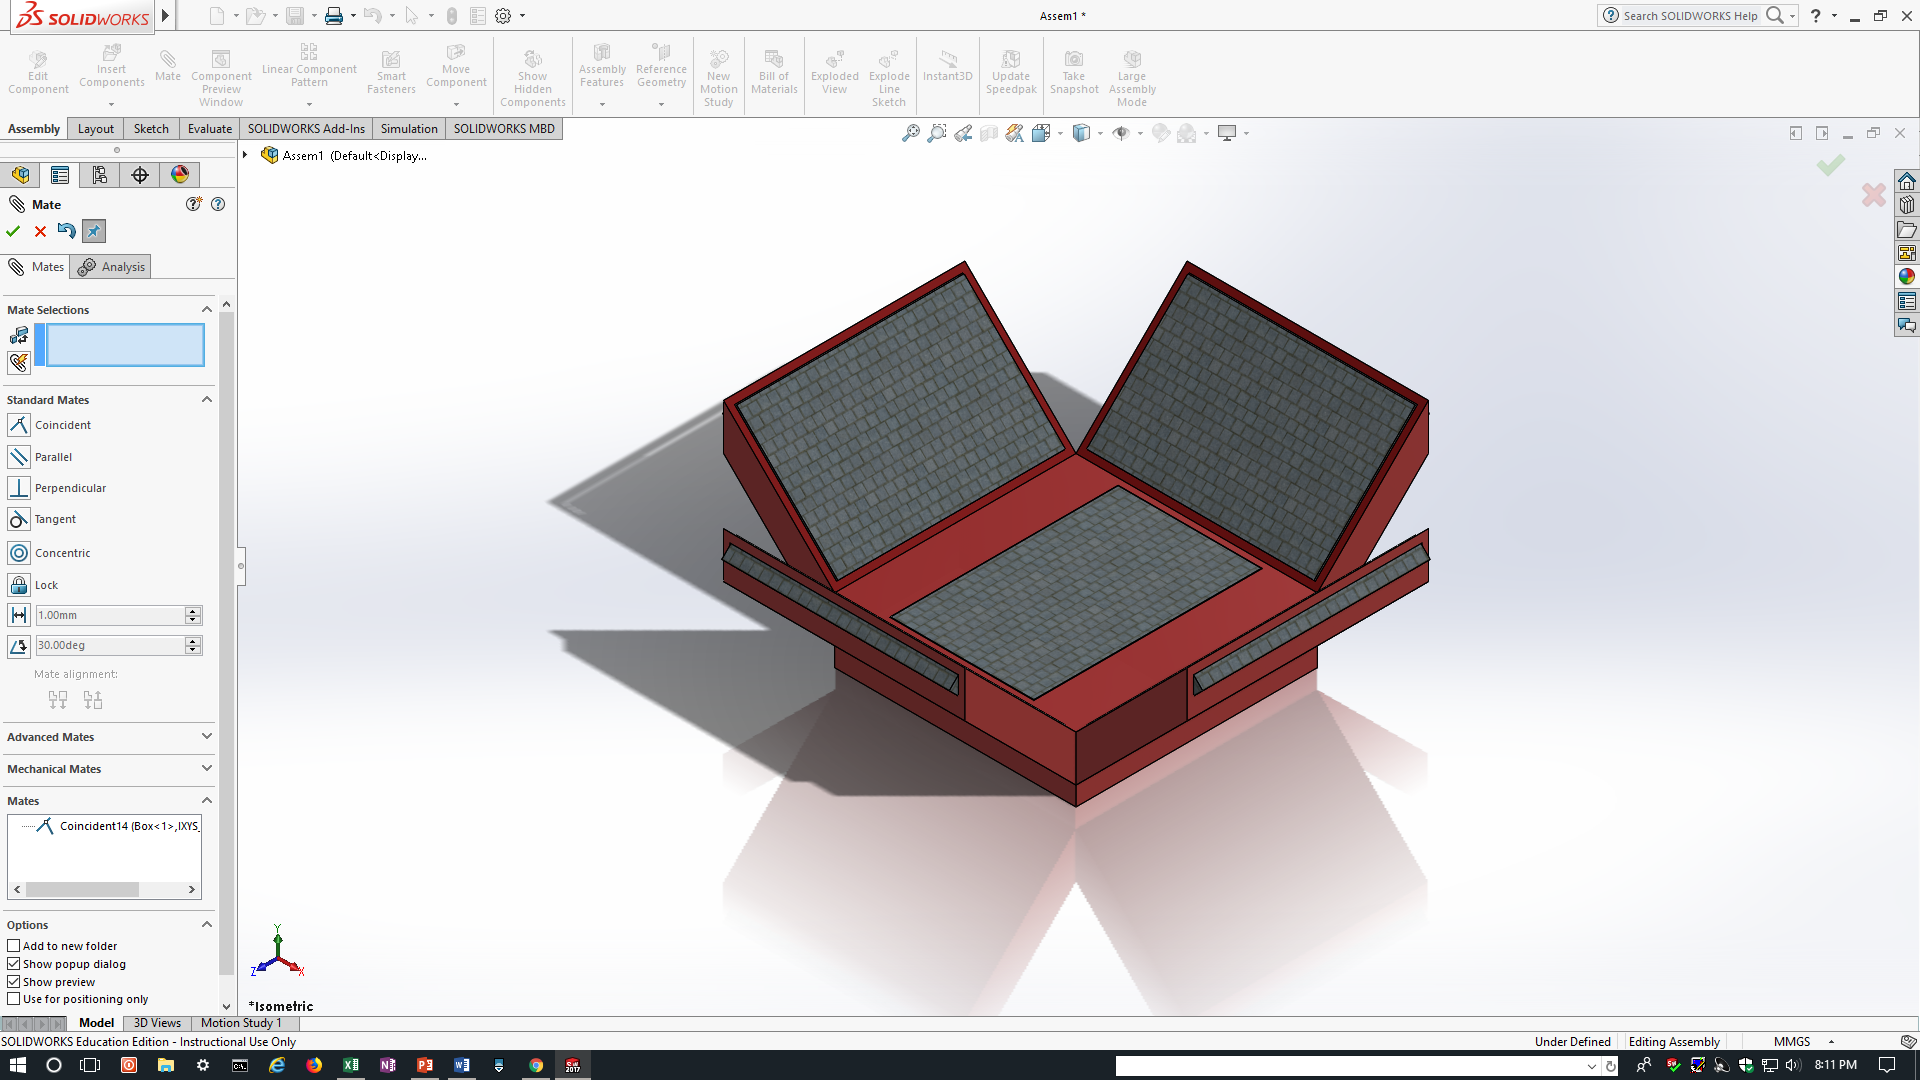 SOLIDWORKS
Assem1 *
Search SOLIDWORKS Help
Edit Component
Insert Components
Mate
Component Preview Window
Linear Component Pattern
Smart Fasteners
Move Component
Show Hidden Components
Assembly Features
Reference Geometry
New Motion Study
Bill of Materials
Exploded View
Explode Line Sketch
Instant3D
Update Speedpak
Take Snapshot
Large Assembly Mode
Assembly
Layout
Sketch
Evaluate
SOLIDWORKS Add-Ins
Simulation
SOLIDWORKS MBD
Assem1 (Default<Display...
Mate
Mates
Analysis
Mate Selections
Standard Mates
Coincident
Parallel
Perpendicular
Tangent
Concentric
Lock
1.00mm
30.00deg
Mate alignment:
Advanced Mates
Mechanical Mates
Mates
Coincident14 (Box<1>,IXYS_
Options
Add to new folder
Show popup dialog
Show preview
Use for positioning only
Y
Z
X
*Isometric
Model
3D Views
Motion Study 1
SOLIDWORKS Education Edition - Instructional Use Only
Under Defined
Editing Assembly
MMGS
8:11 PM